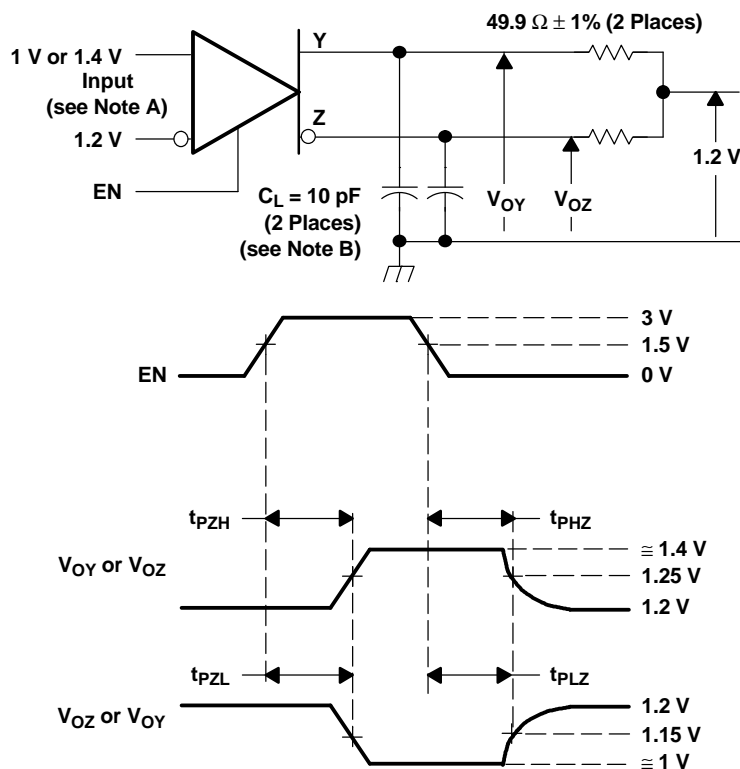 49.9 Ω ± 1% (2 Places)
Y
1 V or 1.4 V
Input
(see Note A)
Z
1.2 V
1.2 V
EN
C_L = 10 pF
(2 Places)
(see Note B)
V_OY
V_OZ
3 V
1.5 V
EN
0 V
t_PZH
t_PHZ
≅ 1.4 V
V_OY or V_OZ
1.25 V
1.2 V
t_PZL
t_PLZ
1.2 V
V_OZ or V_OY
1.15 V
≅ 1 V